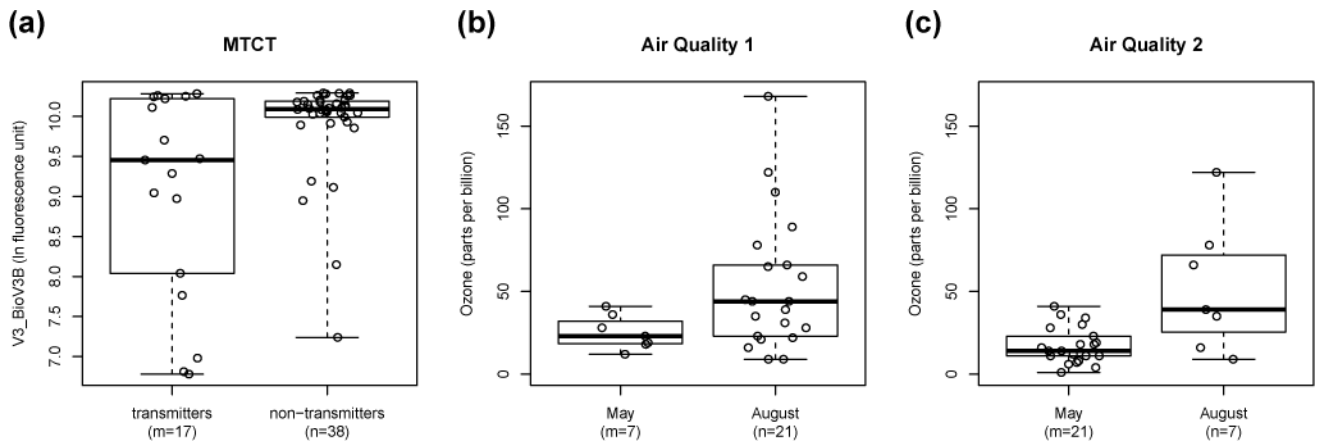 (a)
MTCT
V3_BioV3B (ln fluorescence unit)
10.0
9.5
9.0
8.5
8.0
7.5
7.0
transmitters
(m=17)
non−transmitters
(n=38)
(b)
Air Quality 1
Ozone (parts per billion)
150
100
50
0
May
(m=7)
August
(n=21)
(c)
Air Quality 2
Ozone (parts per billion)
150
100
50
0
May
(m=21)
August
(n=7)